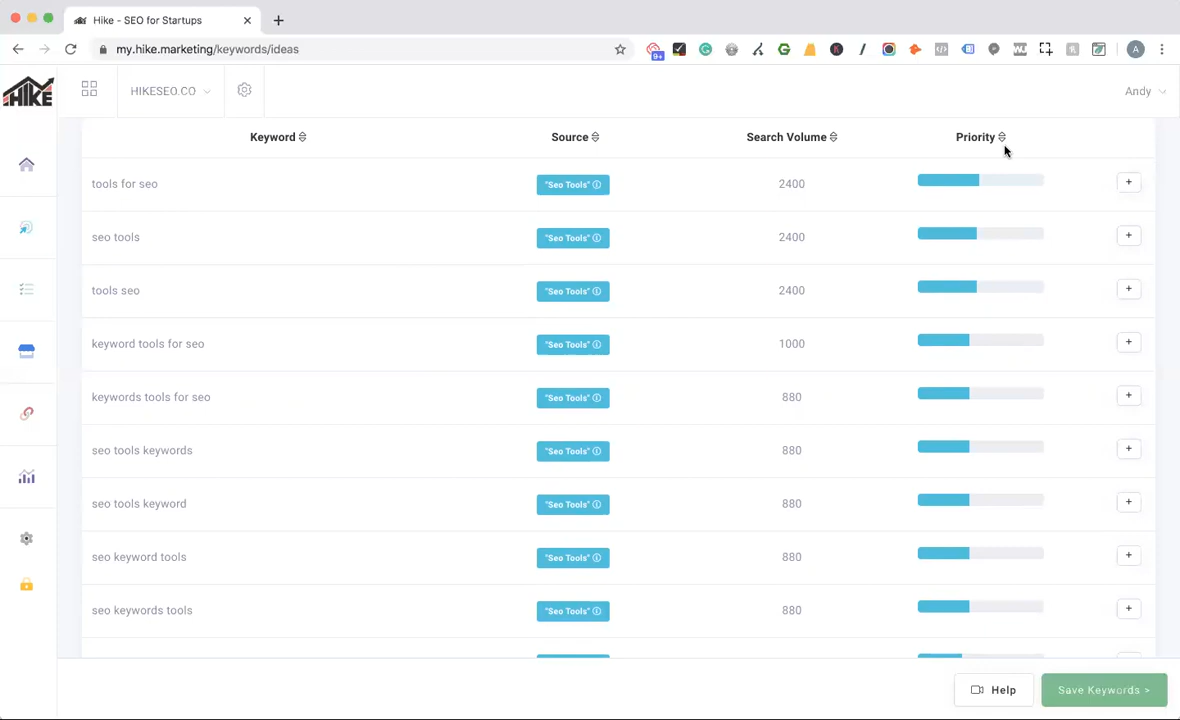 Hike - SEO for Startups
my.hike.marketing/keywords/ideas
9+
A
HIKE
HIKESEO.CO
Andy
Keyword Source Search Volume Priority
tools for seo "Seo Tools" 2400 +
seo tools "Seo Tools" 2400 +
tools seo "Seo Tools" 2400 +
keyword tools for seo "Seo Tools" 1000 +
keywords tools for seo "Seo Tools" 880 +
seo tools keywords "Seo Tools" 880 +
seo tools keyword "Seo Tools" 880 +
seo keyword tools "Seo Tools" 880 +
seo keywords tools "Seo Tools" 880 +
Help Save Keywords >